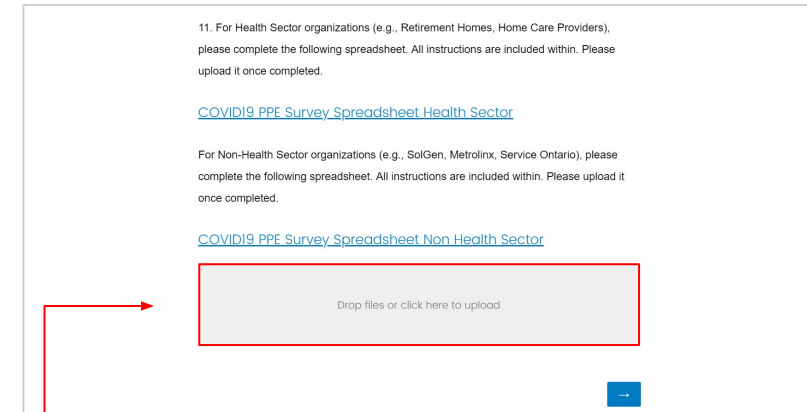 11. For Health Sector organizations (e.g., Retirement Homes, Home Care Providers),
please complete the following spreadsheet. All instructions are included within. Please
upload it once completed.
COVID19 PPE Survey Spreadsheet Health Sector
For Non-Health Sector organizations (e.g., SolGen, Metrolinx, Service Ontario), please
complete the following spreadsheet. All instructions are included within. Please upload it
once completed.
COVID19 PPE Survey Spreadsheet Non Health Sector
Drop files or click here to upload
→